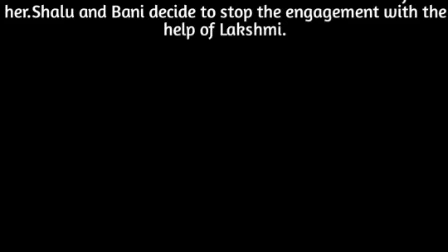 her.Shalu and Bani decide to stop the engagement with the
help of Lakshmi.